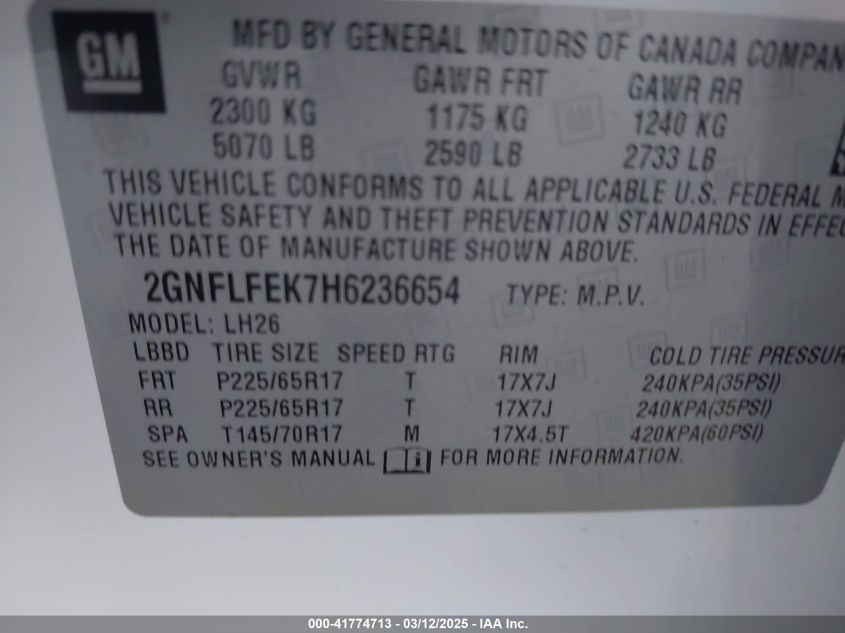 GM
MFD BY GENERAL MOTORS OF CANADA COMPAN
GVWR GAWR FRT GAWR RR
2300 KG 1175 KG 1240 KG
5070 LB 2590 LB 2733 LB
THIS VEHICLE CONFORMS TO ALL APPLICABLE U.S. FEDERAL M
VEHICLE SAFETY AND THEFT PREVENTION STANDARDS IN EFFE
THE DATE OF MANUFACTURE SHOWN ABOVE.
2GNFLFEK7H6236654 TYPE: M.P.V.
MODEL: LH26
LBBD TIRE SIZE SPEED RTG RIM COLD TIRE PRESSUR
FRT P225/65R17 T 17X7J 240KPA(35PSI)
RR P225/65R17 T 17X7J 240KPA(35PSI)
SPA T145/70R17 M 17X4.5T 420KPA(60PSI)
SEE OWNER'S MANUAL i FOR MORE INFORMATION.
000-41774713 - 03/12/2025 - IAA Inc.